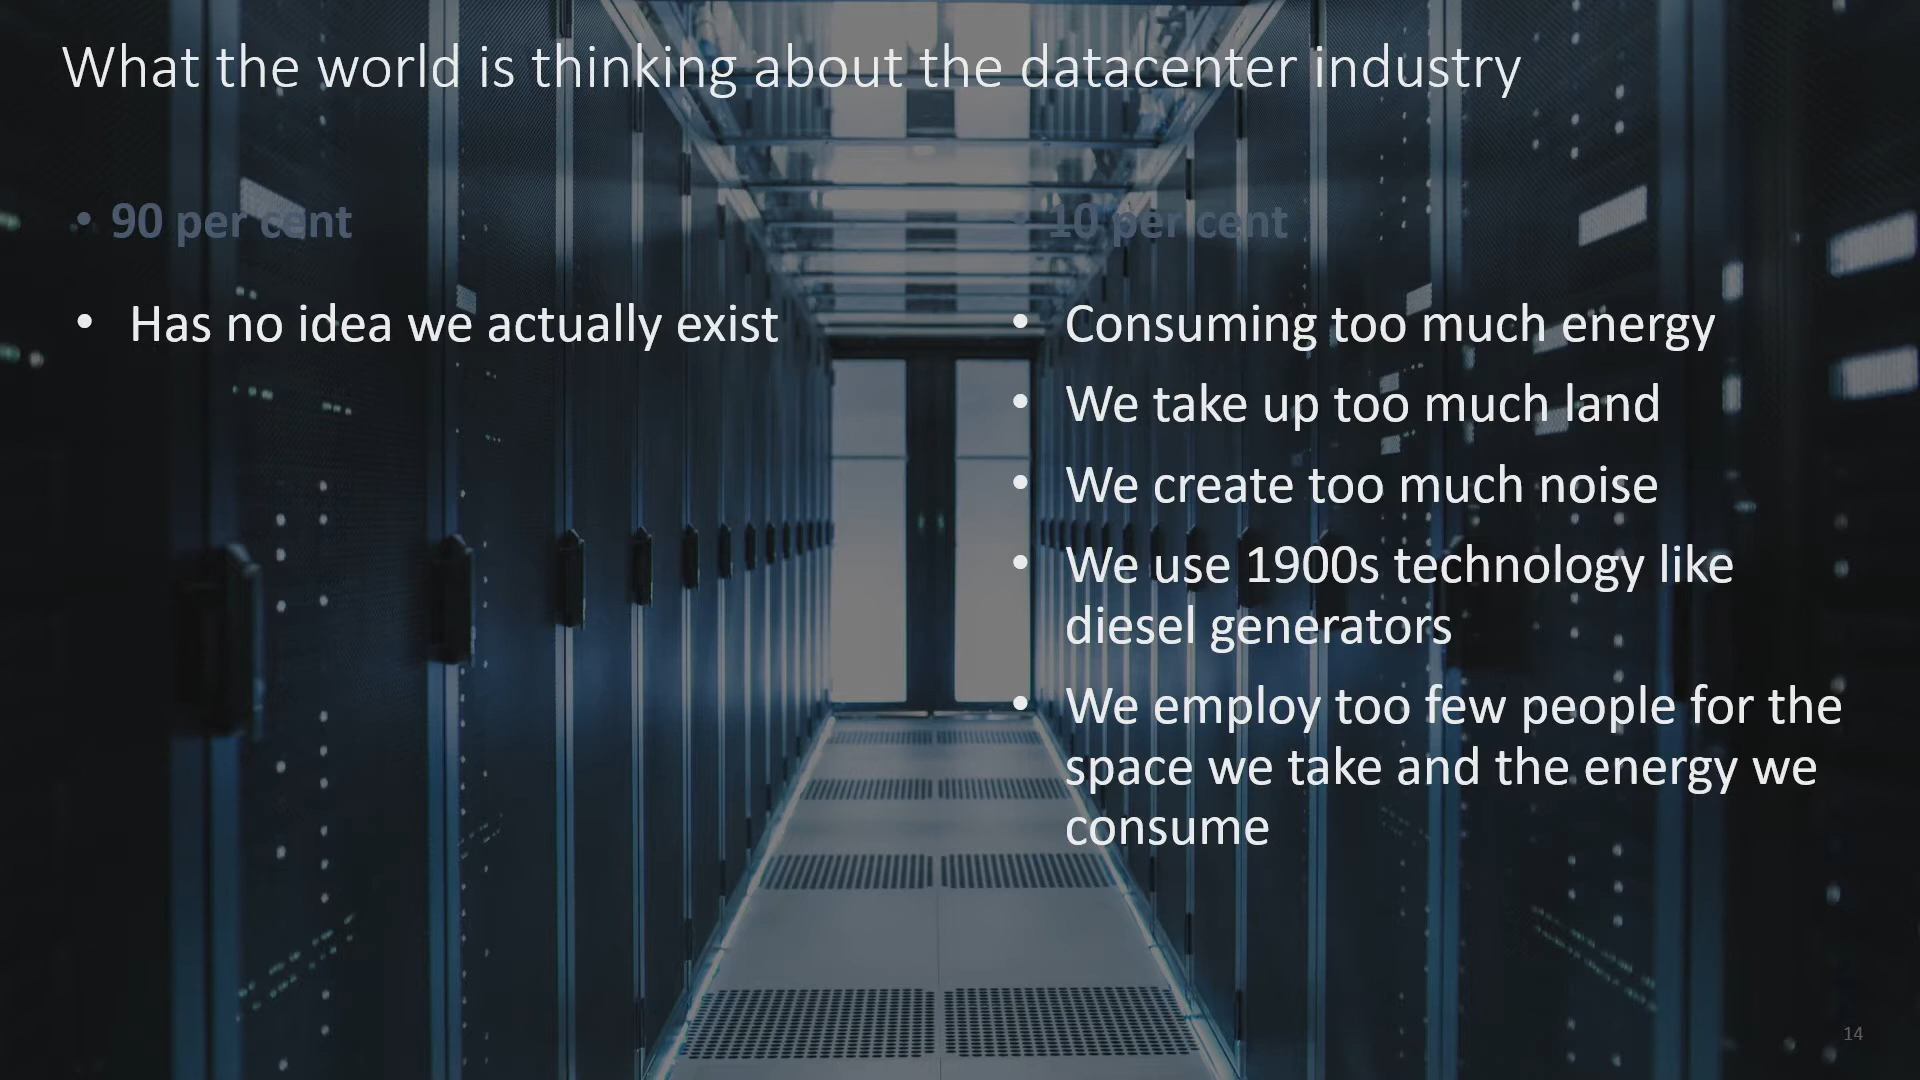 What the world is thinking about the datacenter industry
• 90 per cent
• Has no idea we actually exist
• 10 per cent
• Consuming too much energy
• We take up too much land
• We create too much noise
• We use 1900s technology like
diesel generators
• We employ too few people for the
space we take and the energy we
consume
14